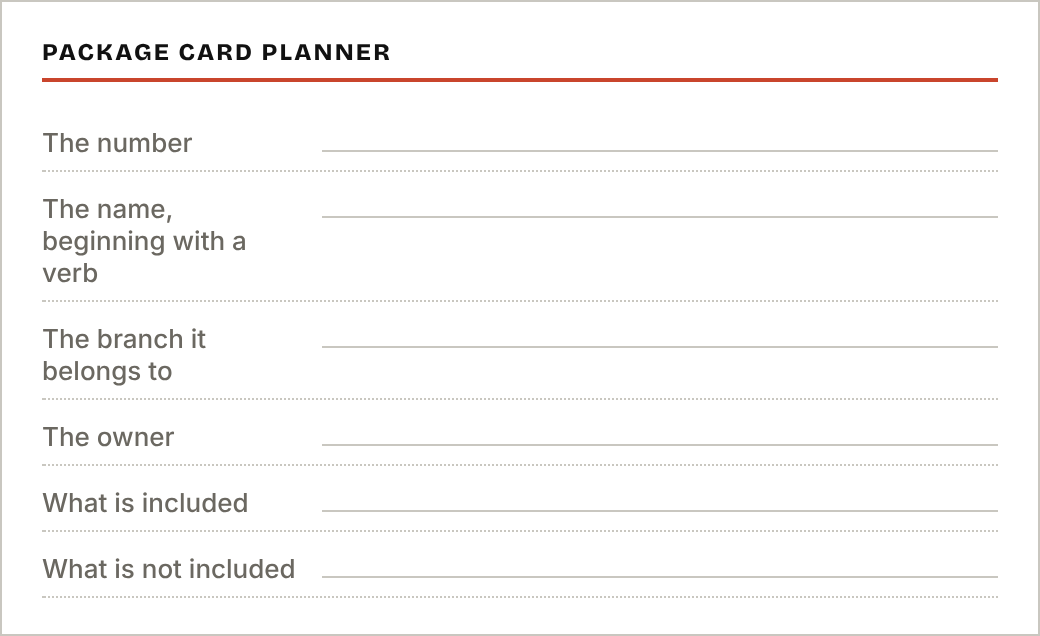 PACKAGE CARD PLANNER
The number
The name,
beginning with a
verb
The branch it
belongs to
The owner
What is included
What is not included